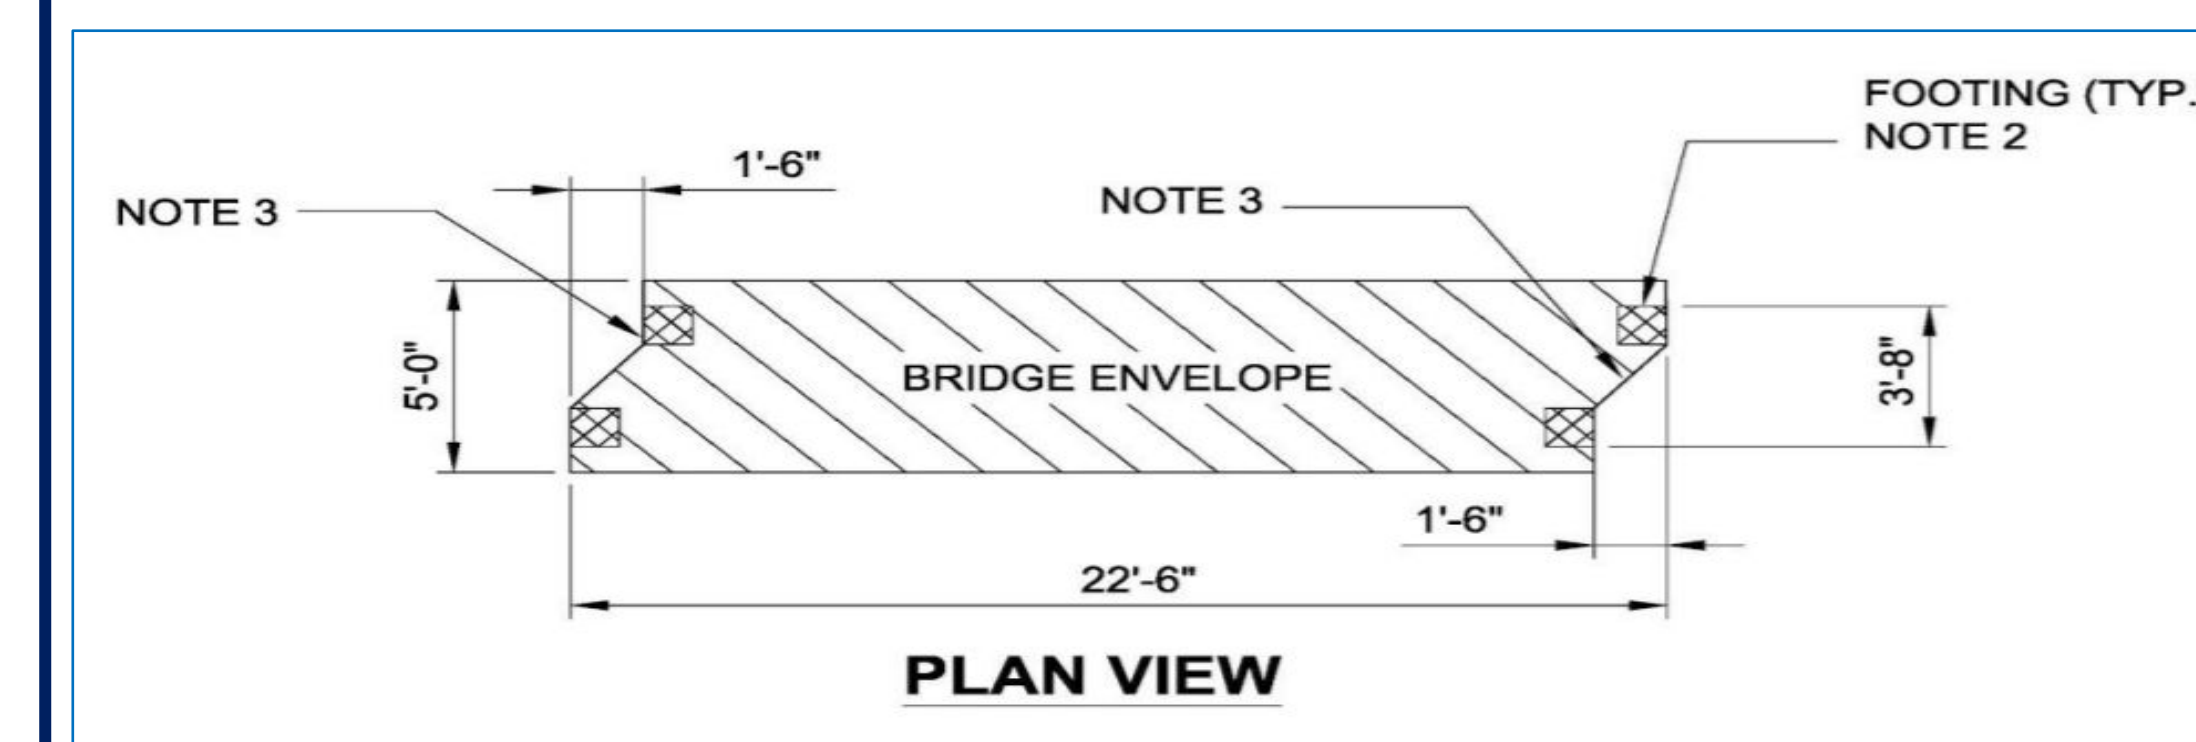 FOOTING (TYP.
NOTE 2
1'-6"
NOTE 3
NOTE 3
5'-0"
BRIDGE ENVELOPE
3'-8"
1'-6"
22'-6"
PLAN VIEW